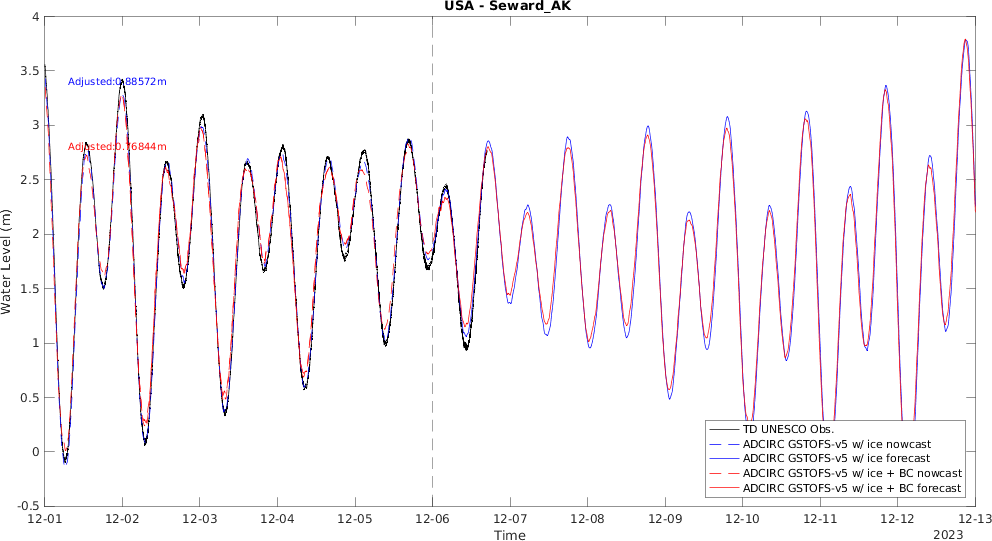 USA - Seward_AK
4
3.5
3
2.5
2
1.5
1
0.5
0
-0.5
Water Level (m)
Adjusted:0.88572m
Adjusted:0.76844m
TD UNESCO Obs.
ADCIRC GSTOFS-v5 w/ ice nowcast
ADCIRC GSTOFS-v5 w/ ice forecast
ADCIRC GSTOFS-v5 w/ ice + BC nowcast
ADCIRC GSTOFS-v5 w/ ice + BC forecast
12-01 12-02 12-03 12-04 12-05 12-06 12-07 12-08 12-09 12-10 12-11 12-12 12-13
Time
2023